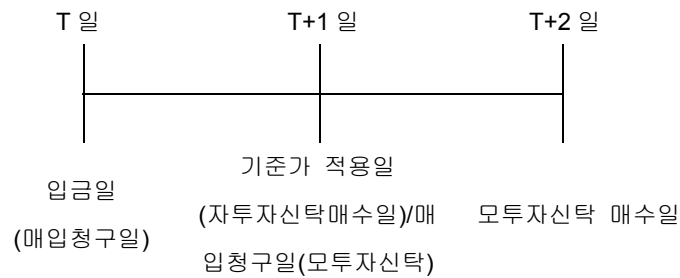 T 일 T+1 일 T+2 일
기준가 적용일
입금일
(자투자신탁매수일)/매
모투자신탁 매수일
(매입청구일)
입청구일(모투자신탁)